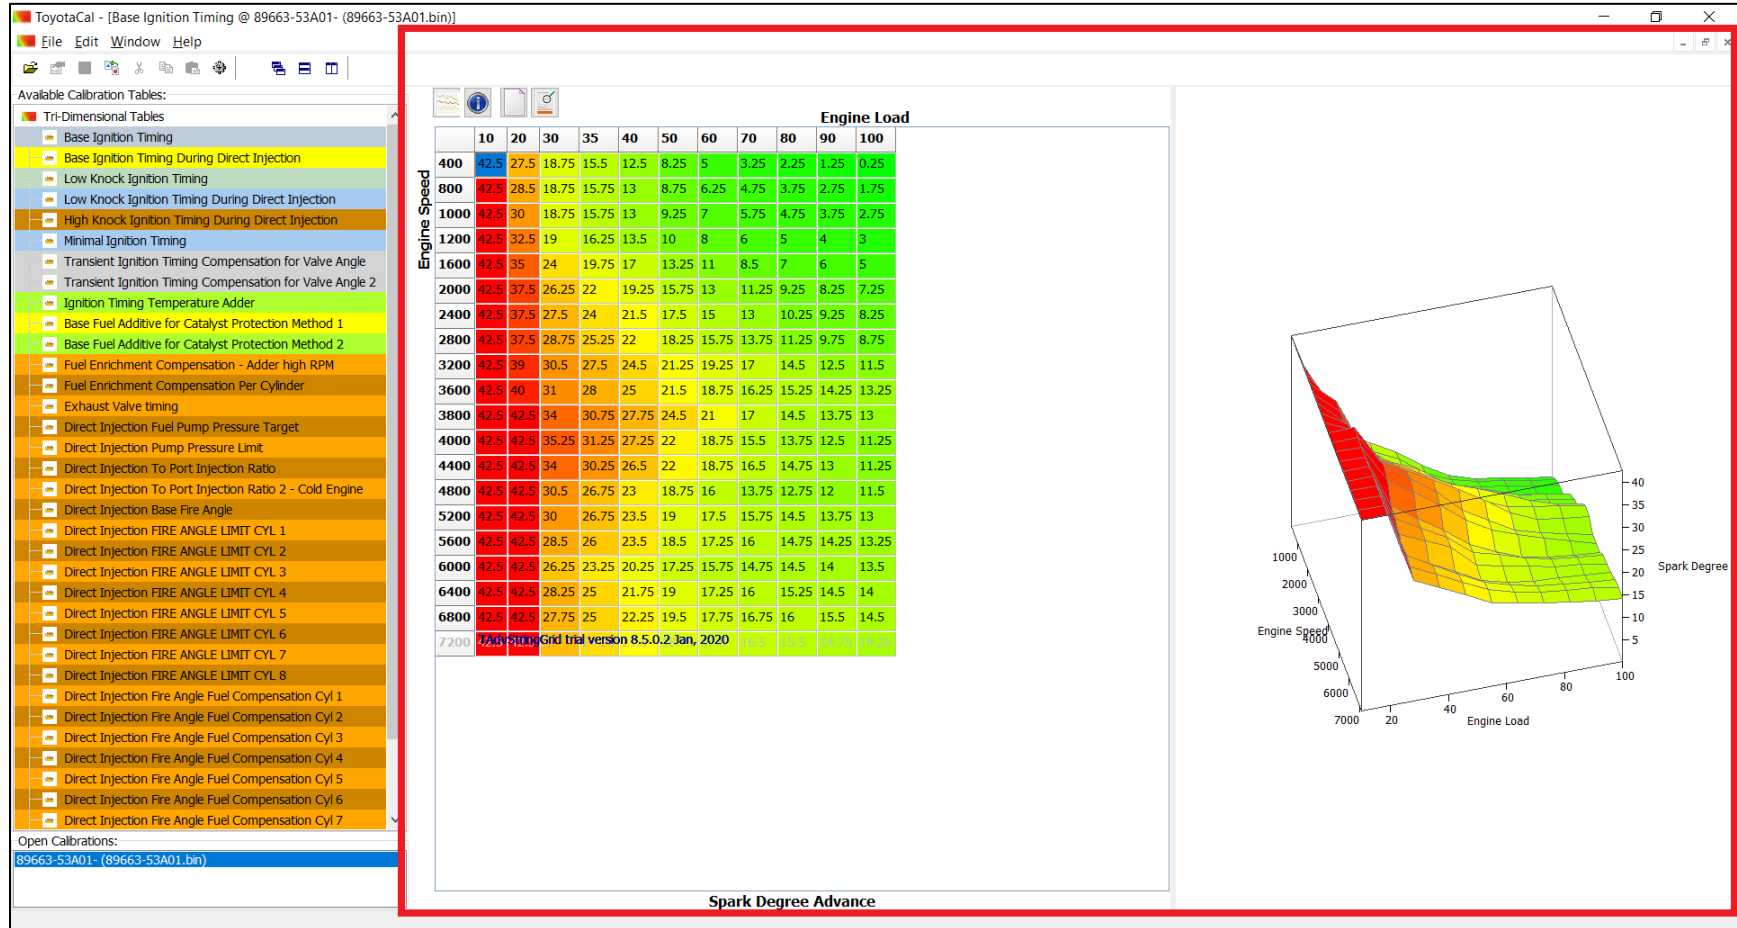 ToyotaCal - [Base Ignition Timing @ 89663-53A01- (89663-53A01.bin)]
File Edit Window Help
Available Calibration Tables:
Tri-Dimensional Tables
Base Ignition Timing
Base Ignition Timing During Direct Injection
Low Knock Ignition Timing
Low Knock Ignition Timing During Direct Injection
High Knock Ignition Timing During Direct Injection
Minimal Ignition Timing
Transient Ignition Timing Compensation for Valve Angle
Transient Ignition Timing Compensation for Valve Angle 2
Ignition Timing Temperature Adder
Base Fuel Additive for Catalyst Protection Method 1
Base Fuel Additive for Catalyst Protection Method 2
Fuel Enrichment Compensation - Adder high RPM
Fuel Enrichment Compensation Per Cylinder
Exhaust Valve timing
Direct Injection Fuel Pump Pressure Target
Direct Injection Pump Pressure Limit
Direct Injection To Port Injection Ratio
Direct Injection To Port Injection Ratio 2 - Cold Engine
Direct Injection Base Fire Angle
Direct Injection FIRE ANGLE LIMIT CYL 1
Direct Injection FIRE ANGLE LIMIT CYL 2
Direct Injection FIRE ANGLE LIMIT CYL 3
Direct Injection FIRE ANGLE LIMIT CYL 4
Direct Injection FIRE ANGLE LIMIT CYL 5
Direct Injection FIRE ANGLE LIMIT CYL 6
Direct Injection FIRE ANGLE LIMIT CYL 7
Direct Injection FIRE ANGLE LIMIT CYL 8
Direct Injection Fire Angle Fuel Compensation Cyl 1
Direct Injection Fire Angle Fuel Compensation Cyl 2
Direct Injection Fire Angle Fuel Compensation Cyl 3
Direct Injection Fire Angle Fuel Compensation Cyl 4
Direct Injection Fire Angle Fuel Compensation Cyl 5
Direct Injection Fire Angle Fuel Compensation Cyl 6
Direct Injection Fire Angle Fuel Compensation Cyl 7
Open Calibrations:
89663-53A01- (89663-53A01.bin)
Engine Load
Engine Speed
10 20 30 35 40 50 60 70 80 90 100
400 42.5 27.5 18.75 15.5 12.5 8.25 5 3.25 2.25 1.25 0.25
800 42.5 28.5 18.75 15.75 13 8.75 6.25 4.75 3.75 2.75 1.75
1000 42.5 30 18.75 15.75 13 9.25 7 5.75 4.75 3.75 2.75
1200 42.5 32.5 19 16.25 13.5 10 8 6 5 4 3
1600 42.5 35 24 19.75 17 13.25 11 8.5 7 6 5
2000 42.5 37.5 26.25 22 19.25 15.75 13 11.25 9.25 8.25 7.25
2400 42.5 37.5 27.5 24 21.5 17.5 15 13 10.25 9.25 8.25
2800 42.5 37.5 28.75 25.25 22 18.25 15.75 13.75 11.25 9.75 8.75
3200 42.5 39 30.5 27.5 24.5 21.25 19.25 17 14.5 12.5 11.5
3600 42.5 40 31 28 25 21.5 18.75 16.25 15.25 14.25 13.25
3800 42.5 42.5 34 30.75 27.75 24.5 21 17 14.5 13.75 13
4000 42.5 42.5 35.25 31.25 27.25 22 18.75 15.5 13.75 12.5 11.25
4400 42.5 42.5 34 30.25 26.5 22 18.75 16.5 14.75 13 11.25
4800 42.5 42.5 30.5 26.75 23 18.75 16 13.75 12.75 12 11.5
5200 42.5 42.5 30 26.75 23.5 19 17.5 15.75 14.5 13.75 13
5600 42.5 42.5 28.5 26 23.5 18.5 17.25 16 14.75 14.25 13.25
6000 42.5 42.5 26.25 23.25 20.25 17.25 15.75 14.75 14.5 14 13.5
6400 42.5 42.5 28.25 25 21.75 19 17.25 16 15.25 14.5 14
6800 42.5 42.5 27.75 25 22.25 19.5 17.75 16.75 16 15.5 14.5
7200 16.5 15.5 14.75 14.25
TAdvStringGrid trial version 8.5.0.2 Jan, 2020
Spark Degree Advance
40
35
30
25
20
15
10
5
Spark Degree
1000
2000
3000
4000
5000
6000
7000
Engine Speed
20
40
60
80
100
Engine Load